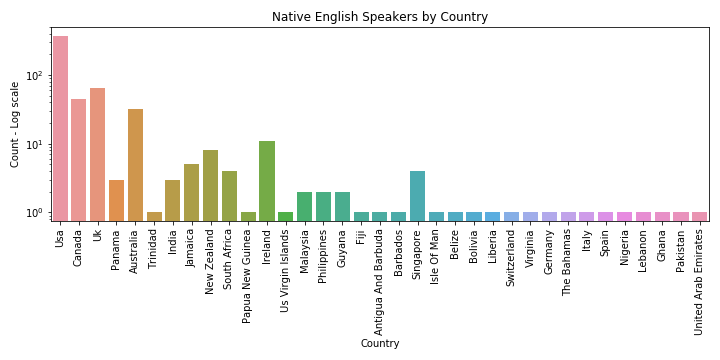 Native English Speakers by Country
Count - Log scale
10²
10¹
10⁰
Usa
Canada
Uk
Panama
Australia
Trinidad
India
Jamaica
New Zealand
South Africa
Papua New Guinea
Ireland
Us Virgin Islands
Malaysia
Philippines
Guyana
Fiji
Antigua And Barbuda
Barbados
Singapore
Isle Of Man
Belize
Bolivia
Liberia
Switzerland
Virginia
Germany
The Bahamas
Italy
Spain
Nigeria
Lebanon
Ghana
Pakistan
United Arab Emirates
Country